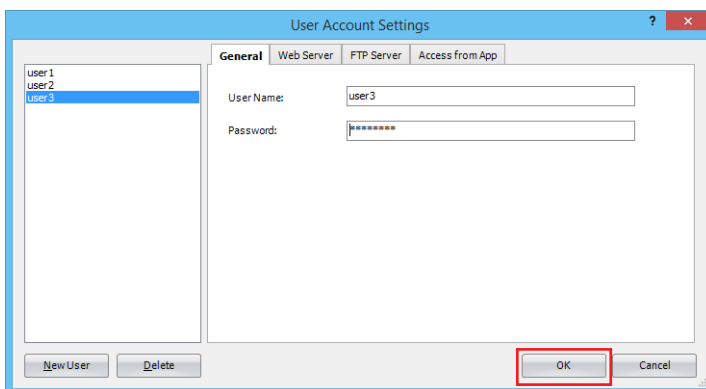 User Account Settings
?
×
General
Web Server
FTP Server
Access from App
user1
user2
user3
User Name:
user3
Password:
********
New User
Delete
OK
Cancel